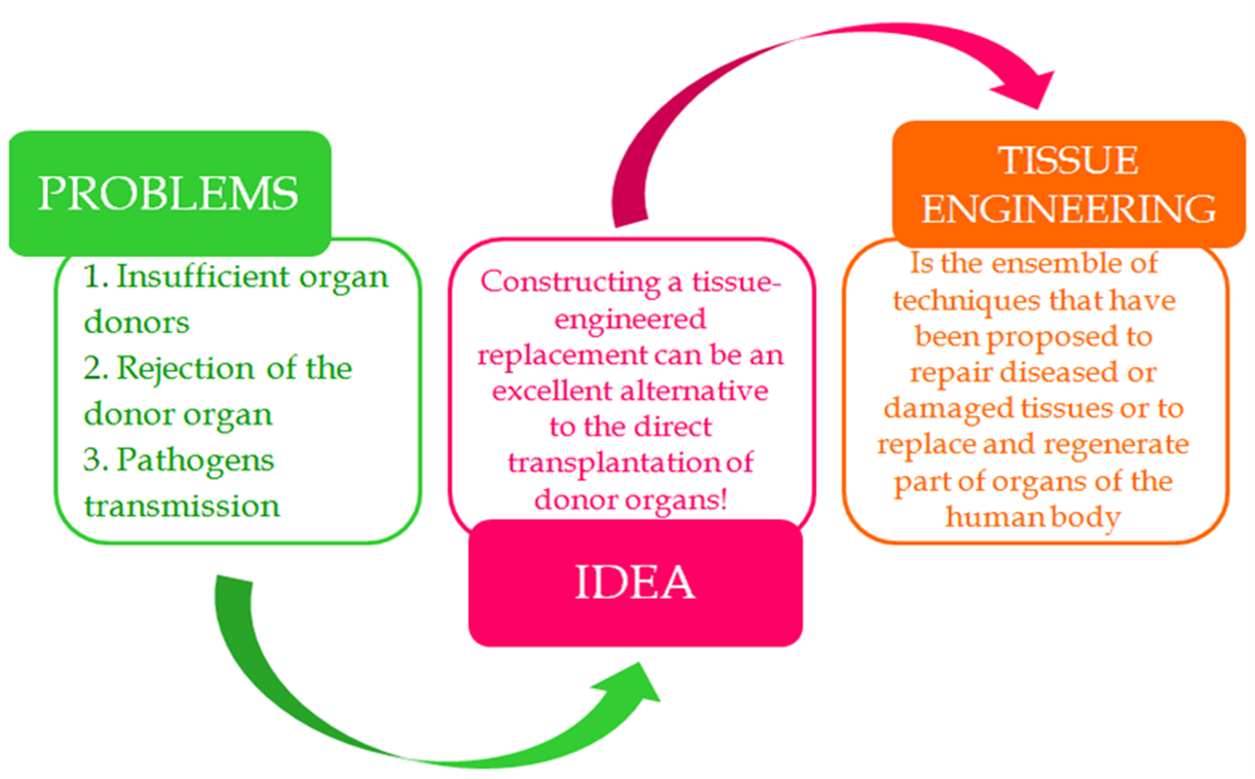 PROBLEMS
1. Insufficient organ
donors
2. Rejection of the
donor organ
3. Pathogens
transmission
Constructing a tissue-
engineered
replacement can be an
excellent alternative
to the direct
transplantation of
donor organs!
IDEA
TISSUE
ENGINEERING
Is the ensemble of
techniques that have
been proposed to
repair diseased or
damaged tissues or to
replace and regenerate
part of organs of the
human body